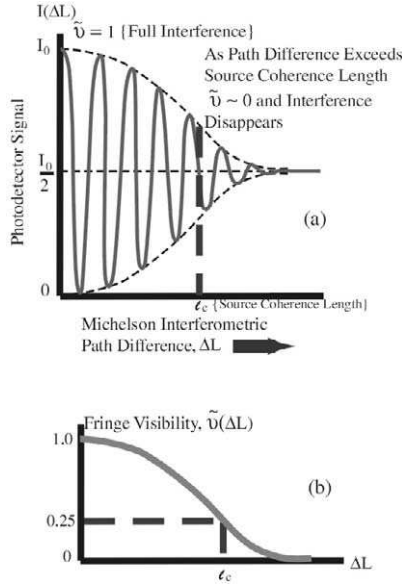 I(ΔL)
ṽ = 1 {Full Interference}
I₀
As Path Difference Exceeds
Source Coherence Length
ṽ ~ 0 and Interference
Disappears
Photodetector Signal
I₀
2
(a)
0
ℓc {Source Coherence Length}
Michelson Interferometric
Path Difference, ΔL
Fringe Visibility, ṽ(ΔL)
1.0
(b)
0.25
0
ℓc
ΔL